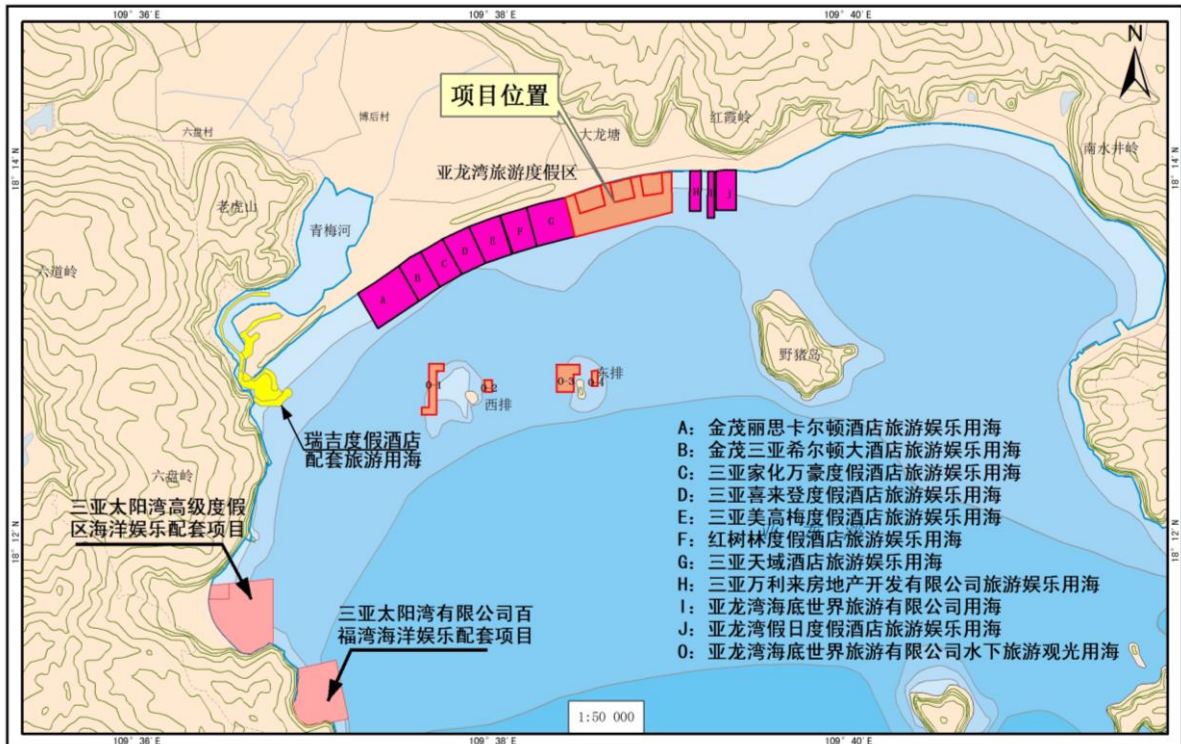 109° 36′ E
109° 38′ E
109° 40′ E
N
项目位置
六盘村
博后村
大龙塘
红霞岭
18° 14′ N
18° 14′ N
南水井岭
亚龙湾旅游度假区
老虎山
青梅河
六道岭
A
B
C
D
E
F
G
H
I
J
野猪岛
O-1
O-2
O-3
O-4
东排
西排
瑞吉度假酒店
配套旅游用海
六盘岭
三亚太阳湾高级度假
区海洋娱乐配套项目
三亚太阳湾有限公司百
福湾海洋娱乐配套项目
18° 12′ N
18° 12′ N
A：金茂丽思卡尔顿酒店旅游娱乐用海
B：金茂三亚希尔顿大酒店旅游娱乐用海
C：三亚家化万豪度假酒店旅游娱乐用海
D：三亚喜来登度假酒店旅游娱乐用海
E：三亚美高梅度假酒店旅游娱乐用海
F：红树林度假酒店旅游娱乐用海
G：三亚天域酒店旅游娱乐用海
H：三亚万利来房地产开发有限公司旅游娱乐用海
I：亚龙湾海底世界旅游有限公司用海
J：亚龙湾假日度假酒店旅游娱乐用海
O：亚龙湾海底世界旅游有限公司水下旅游观光用海
1:50 000
109° 36′ E
109° 38′ E
109° 40′ E